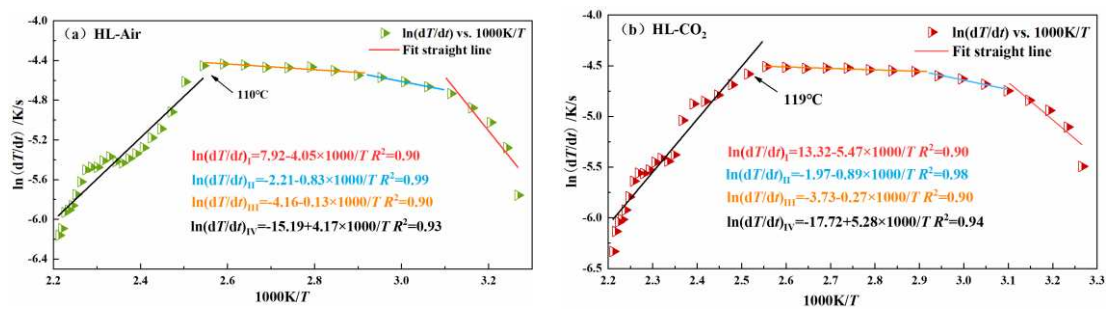 (a) HL-Air
ln(dT/dt) vs. 1000K/T
Fit straight line
110℃
ln(dT/dt)I=7.92-4.05×1000/T R²=0.90
ln(dT/dt)II=-2.21-0.83×1000/T R²=0.99
ln(dT/dt)III=-4.16-0.13×1000/T R²=0.90
ln(dT/dt)IV=-15.19+4.17×1000/T R²=0.93
ln(dT/dt) /K/s
-4.0
-4.4
-4.8
-5.2
-5.6
-6.0
-6.4
2.2 2.4 2.6 2.8 3.0 3.2
1000K/T
(b) HL-CO₂
ln(dT/dt) vs. 1000K/T
Fit straight line
119℃
ln(dT/dt)I=13.32-5.47×1000/T R²=0.90
ln(dT/dt)II=-1.97-0.89×1000/T R²=0.98
ln(dT/dt)III=-3.73-0.27×1000/T R²=0.90
ln(dT/dt)IV=-17.72+5.28×1000/T R²=0.94
ln(dT/dt) /K/s
-4.0
-4.5
-5.0
-5.5
-6.0
-6.5
2.2 2.3 2.4 2.5 2.6 2.7 2.8 2.9 3.0 3.1 3.2 3.3
1000K/T